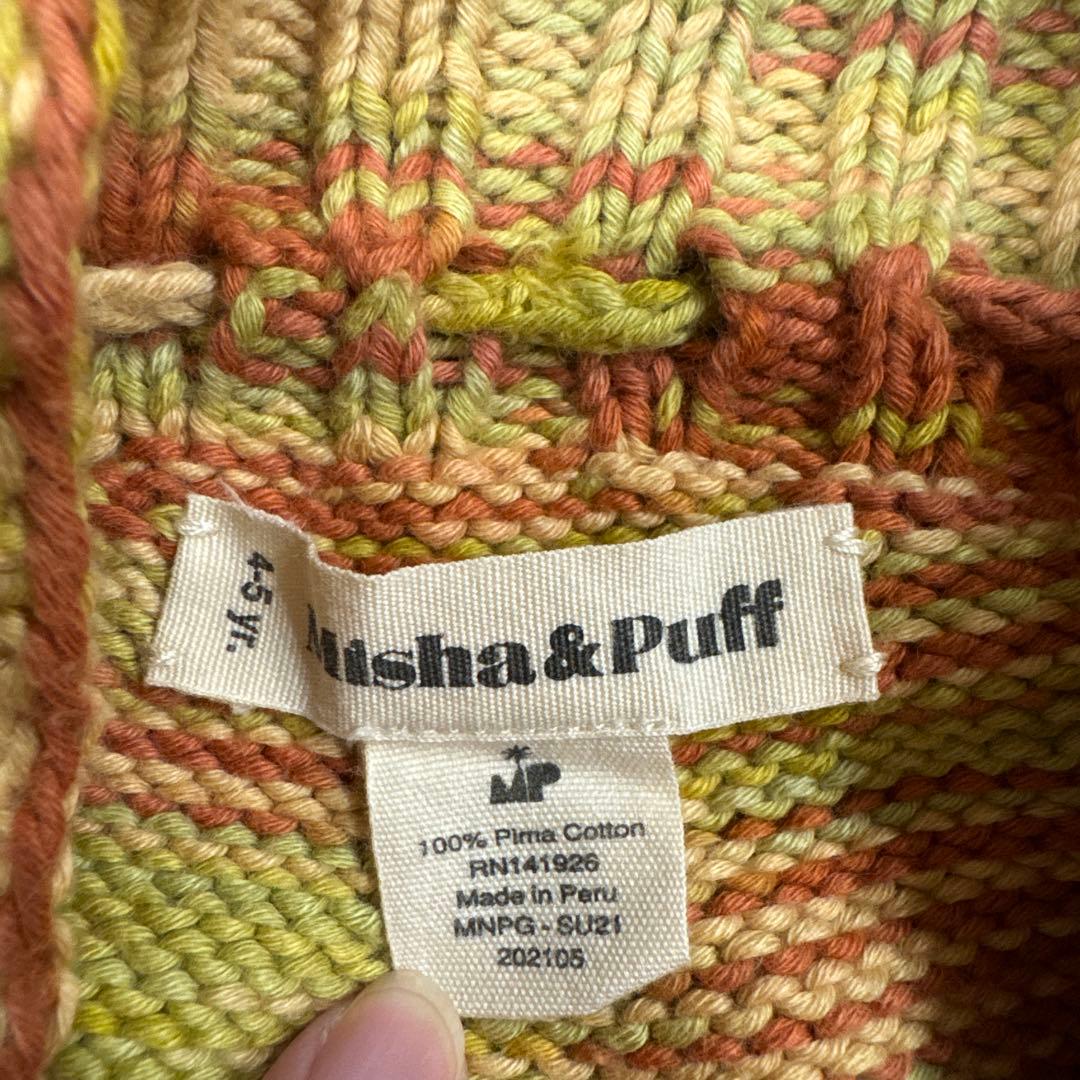 4-5 yr.
Misha&Puff
MP
100% Pima Cotton
RN141926
Made in Peru
MNPG - SU21
202105